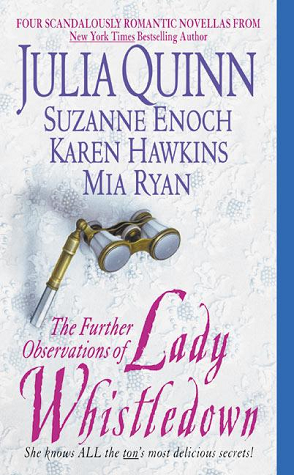 FOUR SCANDALOUSLY ROMANTIC NOVELLAS FROM
New York Times Bestselling Author
JULIA QUINN
SUZANNE ENOCH
KAREN HAWKINS
MIA RYAN
The Further
Observations of
Lady
Whistledown
She knows ALL the ton's most delicious secrets!